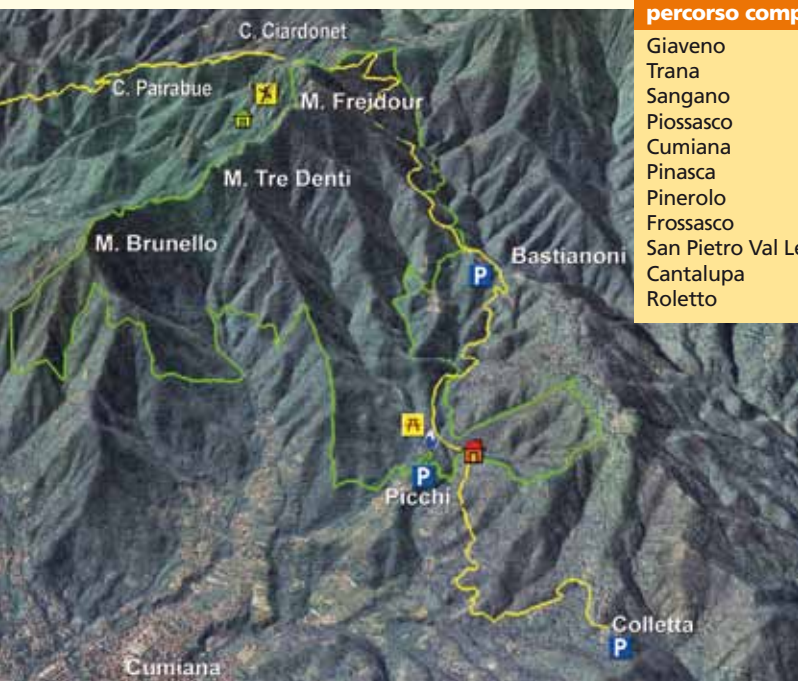 percorso comp
Giaveno
Trana
Sangano
Piossasco
Cumiana
Pinasca
Pinerolo
Frossasco
San Pietro Val Le
Cantalupa
Roletto
C. Ciardonet
C. Pairabue
M. Freidour
M. Tre Denti
M. Brunello
Bastianoni
P
P
Picchi
Colletta
P
Cumiana